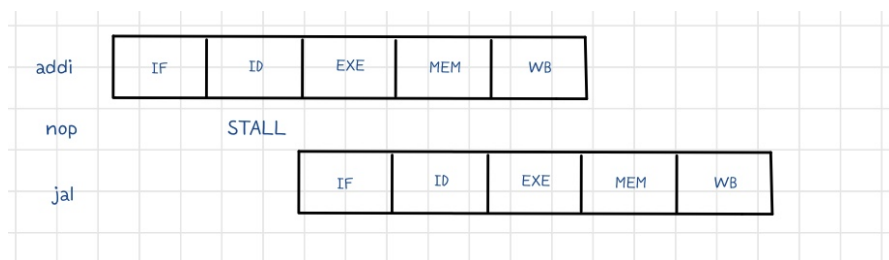 addi IF ID EXE MEM WB
nop STALL
jal IF ID EXE MEM WB